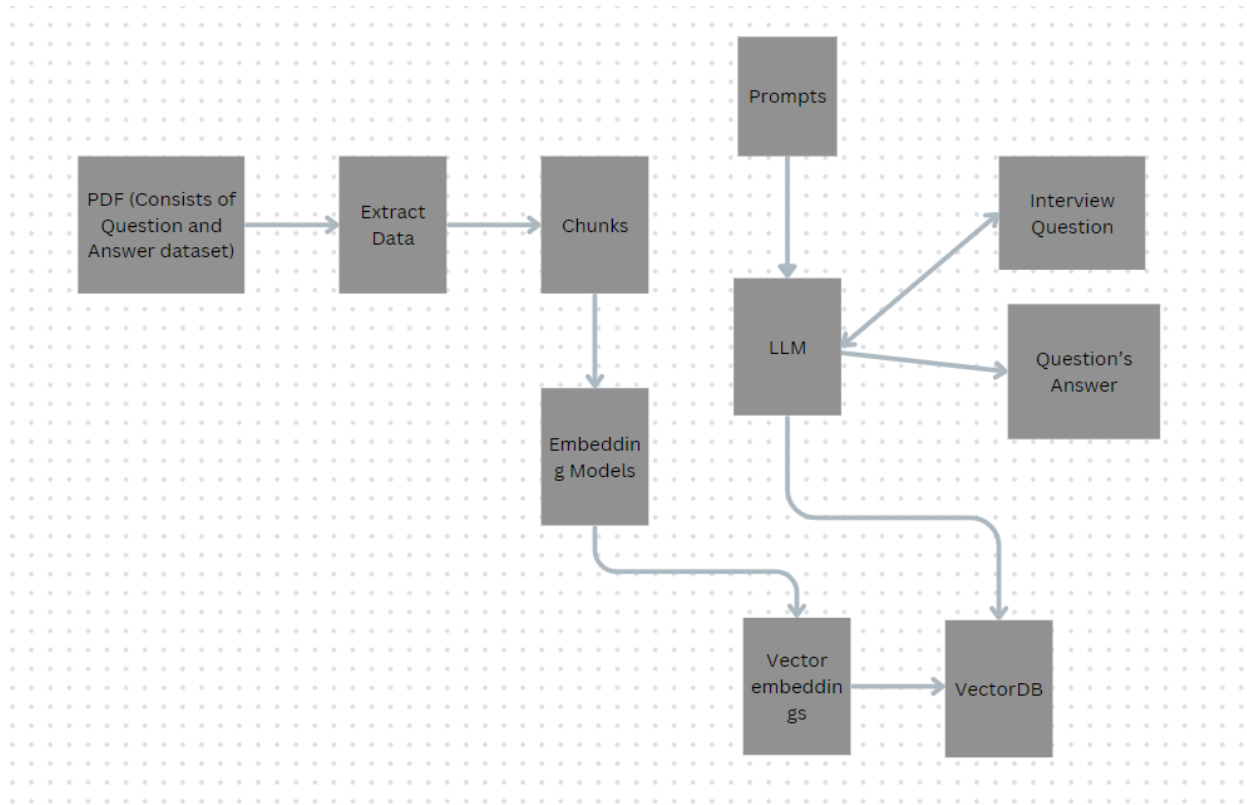 Prompts
PDF (Consists of
Question and
Answer dataset)
Extract
Data
Chunks
Interview
Question
LLM
Question’s
Answer
Embeddin
g Models
Vector
embeddin
gs
VectorDB